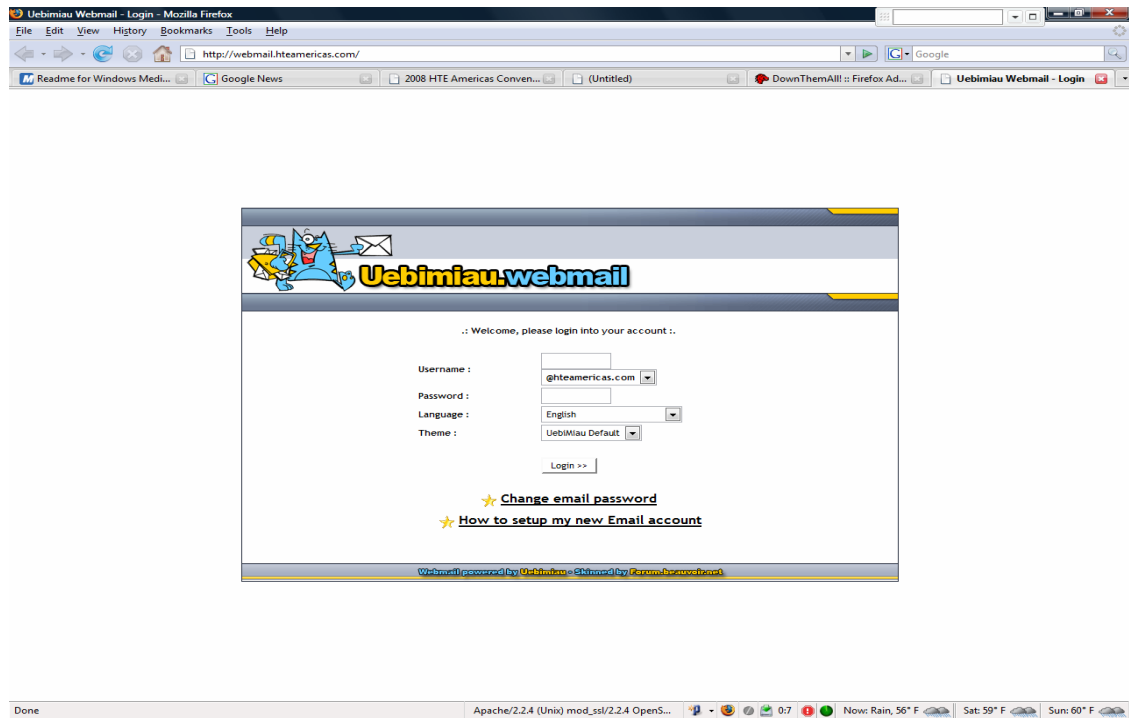 Uebimiau Webmail - Login - Mozilla Firefox
File Edit View History Bookmarks Tools Help
http://webmail.hteamericas.com/
G Google
Readme for Windows Medi...
Google News
2008 HTE Americas Conven...
(Untitled)
DownThemAll! :: Firefox Ad...
Uebimiau Webmail - Login
Uebimiau.webmail
.: Welcome, please login into your account :.
Username :
@hteamericas.com
Password :
Language : English
Theme : UebiMiau Default
Login >>
Change email password
How to setup my new Email account
Webmail powered by Uebimiau - Skinned by Forum-beauvoir.net
Done Apache/2.2.4 (Unix) mod_ssl/2.2.4 OpenS... 0:7 Now: Rain, 56° F Sat: 59° F Sun: 60° F